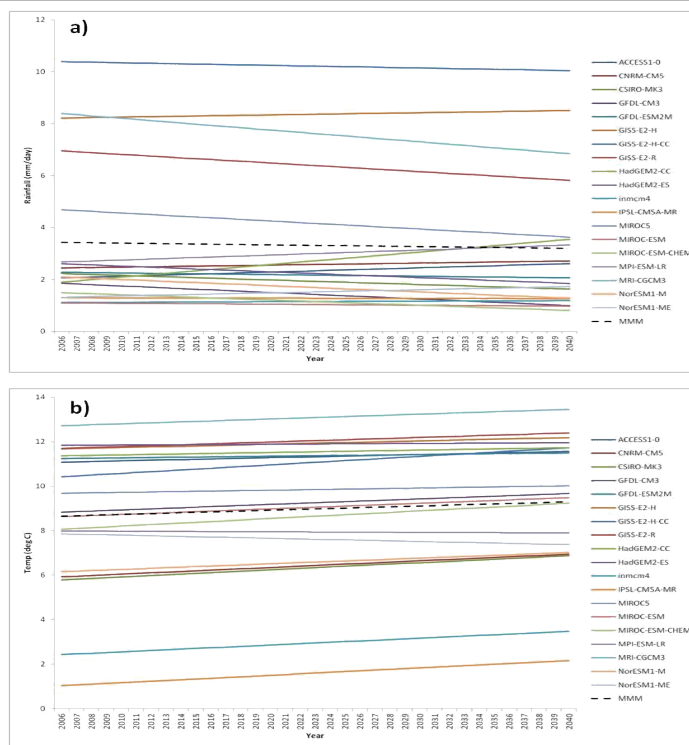 a)
12
10
8
6
4
2
0
Rainfall (mm/day)
2006 2007 2008 2009 2010 2011 2012 2013 2014 2015 2016 2017 2018 2019 2020 2021 2022 2023 2024 2025 2026 2027 2028 2029 2030 2031 2032 2033 2034 2035 2036 2037 2038 2039 2040
Year
ACCESS1-0
CNRM-CM5
CSIRO-MK3
GFDL-CM3
GFDL-ESM2M
GISS-E2-H
GISS-E2-H-CC
GISS-E2-R
HadGEM2-CC
HadGEM2-ES
inmcm4
IPSL-CM5A-MR
MIROC5
MIROC-ESM
MIROC-ESM-CHEM
MPI-ESM-LR
MRI-CGCM3
NorESM1-M
NorESM1-ME
MMM
b)
14
12
10
8
6
4
2
0
Temp (deg C)
2006 2007 2008 2009 2010 2011 2012 2013 2014 2015 2016 2017 2018 2019 2020 2021 2022 2023 2024 2025 2026 2027 2028 2029 2030 2031 2032 2033 2034 2035 2036 2037 2038 2039 2040
Year
ACCESS1-0
CNRM-CM5
CSIRO-MK3
GFDL-CM3
GFDL-ESM2M
GISS-E2-H
GISS-E2-H-CC
GISS-E2-R
HadGEM2-CC
HadGEM2-ES
inmcm4
IPSL-CM5A-MR
MIROC5
MIROC-ESM
MIROC-ESM-CHEM
MPI-ESM-LR
MRI-CGCM3
NorESM1-M
NorESM1-ME
MMM